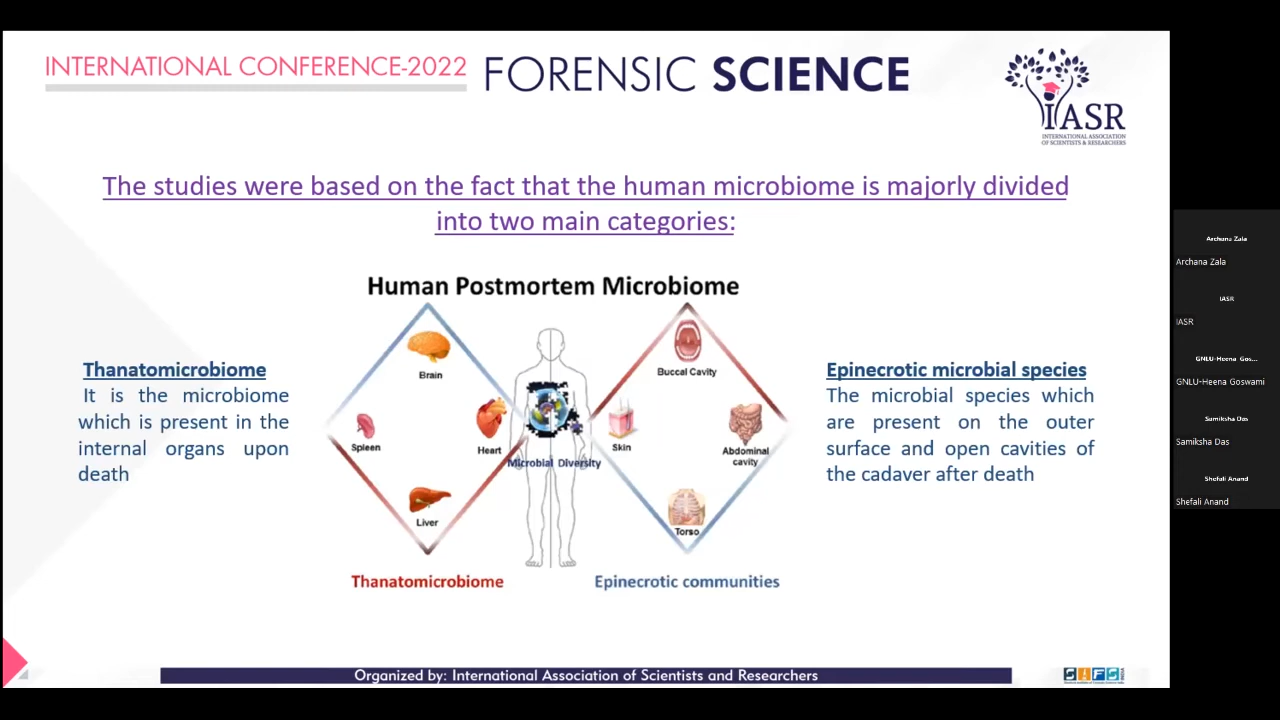 INTERNATIONAL CONFERENCE-2022 FORENSIC SCIENCE
IASR
INTERNATIONAL ASSOCIATION
OF SCIENTISTS & RESEARCHERS
The studies were based on the fact that the human microbiome is majorly divided
into two main categories:
Human Postmortem Microbiome
Thanatomicrobiome
It is the microbiome
which is present in the
internal organs upon
death
Brain
Spleen
Heart
Liver
Microbial Diversity
Buccal Cavity
Skin
Abdominal
cavity
Torso
Thanatomicrobiome
Epinecrotic communities
Epinecrotic microbial species
The microbial species which
are present on the outer
surface and open cavities of
the cadaver after death
Organized by: International Association of Scientists and Researchers
SIFS
INDIA
Archana Zala
Archana Zala
IASR
IASR
GNLU-Heena Gos...
GNLU-Heena Goswami
Samiksha Das
Samiksha Das
Shefali Anand
Shefali Anand